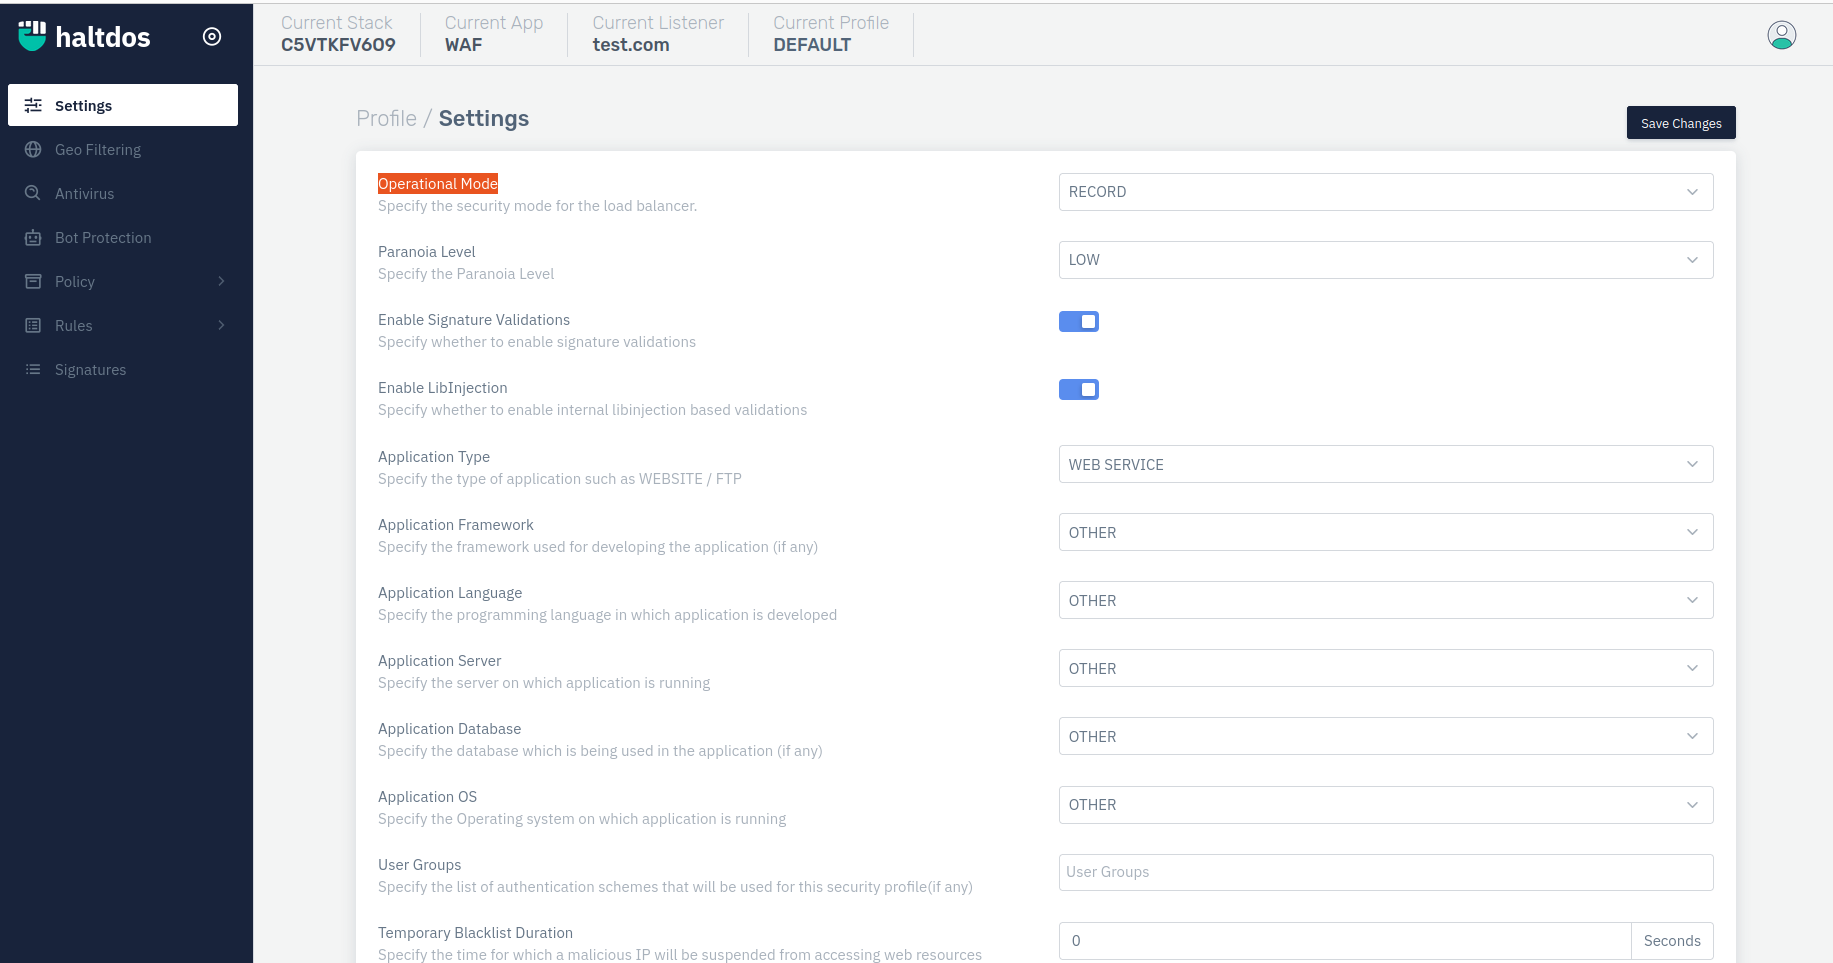 haltdos
Current Stack
C5VTKFV6O9
Current App
WAF
Current Listener
test.com
Current Profile
DEFAULT
Settings
Geo Filtering
Antivirus
Bot Protection
Policy
Rules
Signatures
Profile / Settings
Save Changes
Operational Mode
Specify the security mode for the load balancer.
RECORD
Paranoia Level
Specify the Paranoia Level
LOW
Enable Signature Validations
Specify whether to enable signature validations
Enable LibInjection
Specify whether to enable internal libinjection based validations
Application Type
Specify the type of application such as WEBSITE / FTP
WEB SERVICE
Application Framework
Specify the framework used for developing the application (if any)
OTHER
Application Language
Specify the programming language in which application is developed
OTHER
Application Server
Specify the server on which application is running
OTHER
Application Database
Specify the database which is being used in the application (if any)
OTHER
Application OS
Specify the Operating system on which application is running
OTHER
User Groups
Specify the list of authentication schemes that will be used for this security profile(if any)
User Groups
Temporary Blacklist Duration
Specify the time for which a malicious IP will be suspended from accessing web resources
0
Seconds